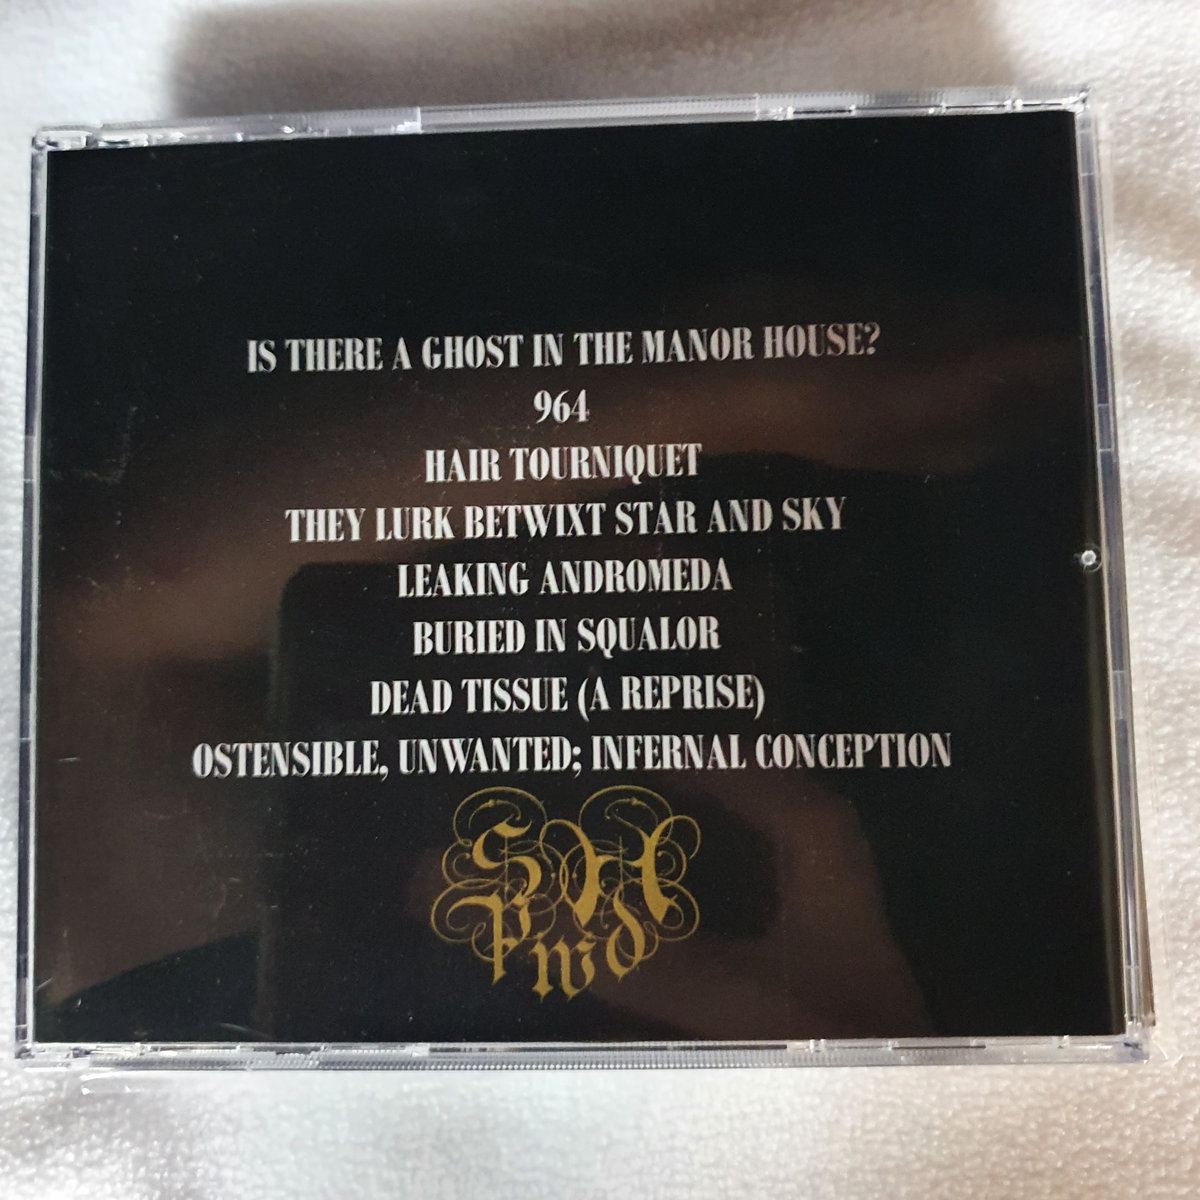 IS THERE A GHOST IN THE MANOR HOUSE?
964
HAIR TOURNIQUET
THEY LURK BETWIXT STAR AND SKY
LEAKING ANDROMEDA
BURIED IN SQUALOR
DEAD TISSUE (A REPRISE)
OSTENSIBLE, UNWANTED; INFERNAL CONCEPTION